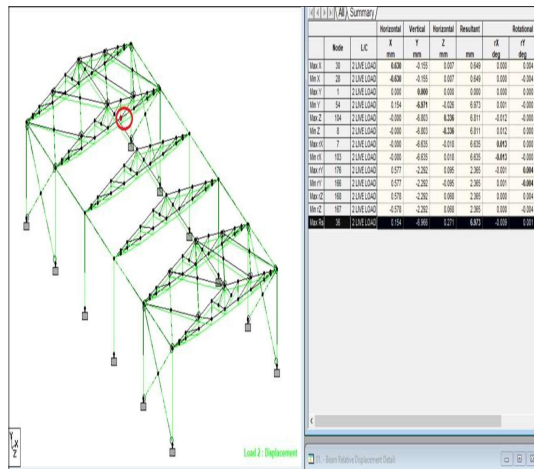 All Summary
Horizontal Vertical Horizontal Resultant Rotational
Node L/C X mm Y mm Z mm mm rX deg rY deg
Max X 30 2 LIVE LOAD 0.630 -0.155 0.007 0.649 0.000 0.004
Min X 28 2 LIVE LOAD -0.630 -0.155 0.007 0.649 0.000 -0.004
Max Y 1 2 LIVE LOAD 0.000 0.000 0.000 0.000 0.000 0.000
Min Y 54 2 LIVE LOAD 0.154 -6.971 -0.026 6.973 0.001 -0.000
Max Z 104 2 LIVE LOAD -0.000 -6.803 0.336 6.811 -0.012 -0.000
Min Z 8 2 LIVE LOAD -0.000 -6.803 -0.336 6.811 0.012 0.000
Max rX 7 2 LIVE LOAD -0.000 -6.635 -0.018 6.635 0.013 0.000
Min rX 103 2 LIVE LOAD -0.000 -6.635 0.018 6.635 -0.013 -0.000
Max rY 176 2 LIVE LOAD 0.577 -2.292 0.095 2.365 -0.001 0.004
Min rY 166 2 LIVE LOAD 0.577 -2.292 -0.095 2.365 0.001 -0.004
Max rZ 168 2 LIVE LOAD -0.578 -2.292 0.068 2.365 0.000 0.004
Min rZ 167 2 LIVE LOAD 0.578 -2.292 0.068 2.365 0.000 -0.004
Max Re 36 2 LIVE LOAD 0.154 -6.966 0.271 6.973 -0.009 0.001
Y
X
Z
Load 2 : Displacement
- Beam Relative Displacement Detail: